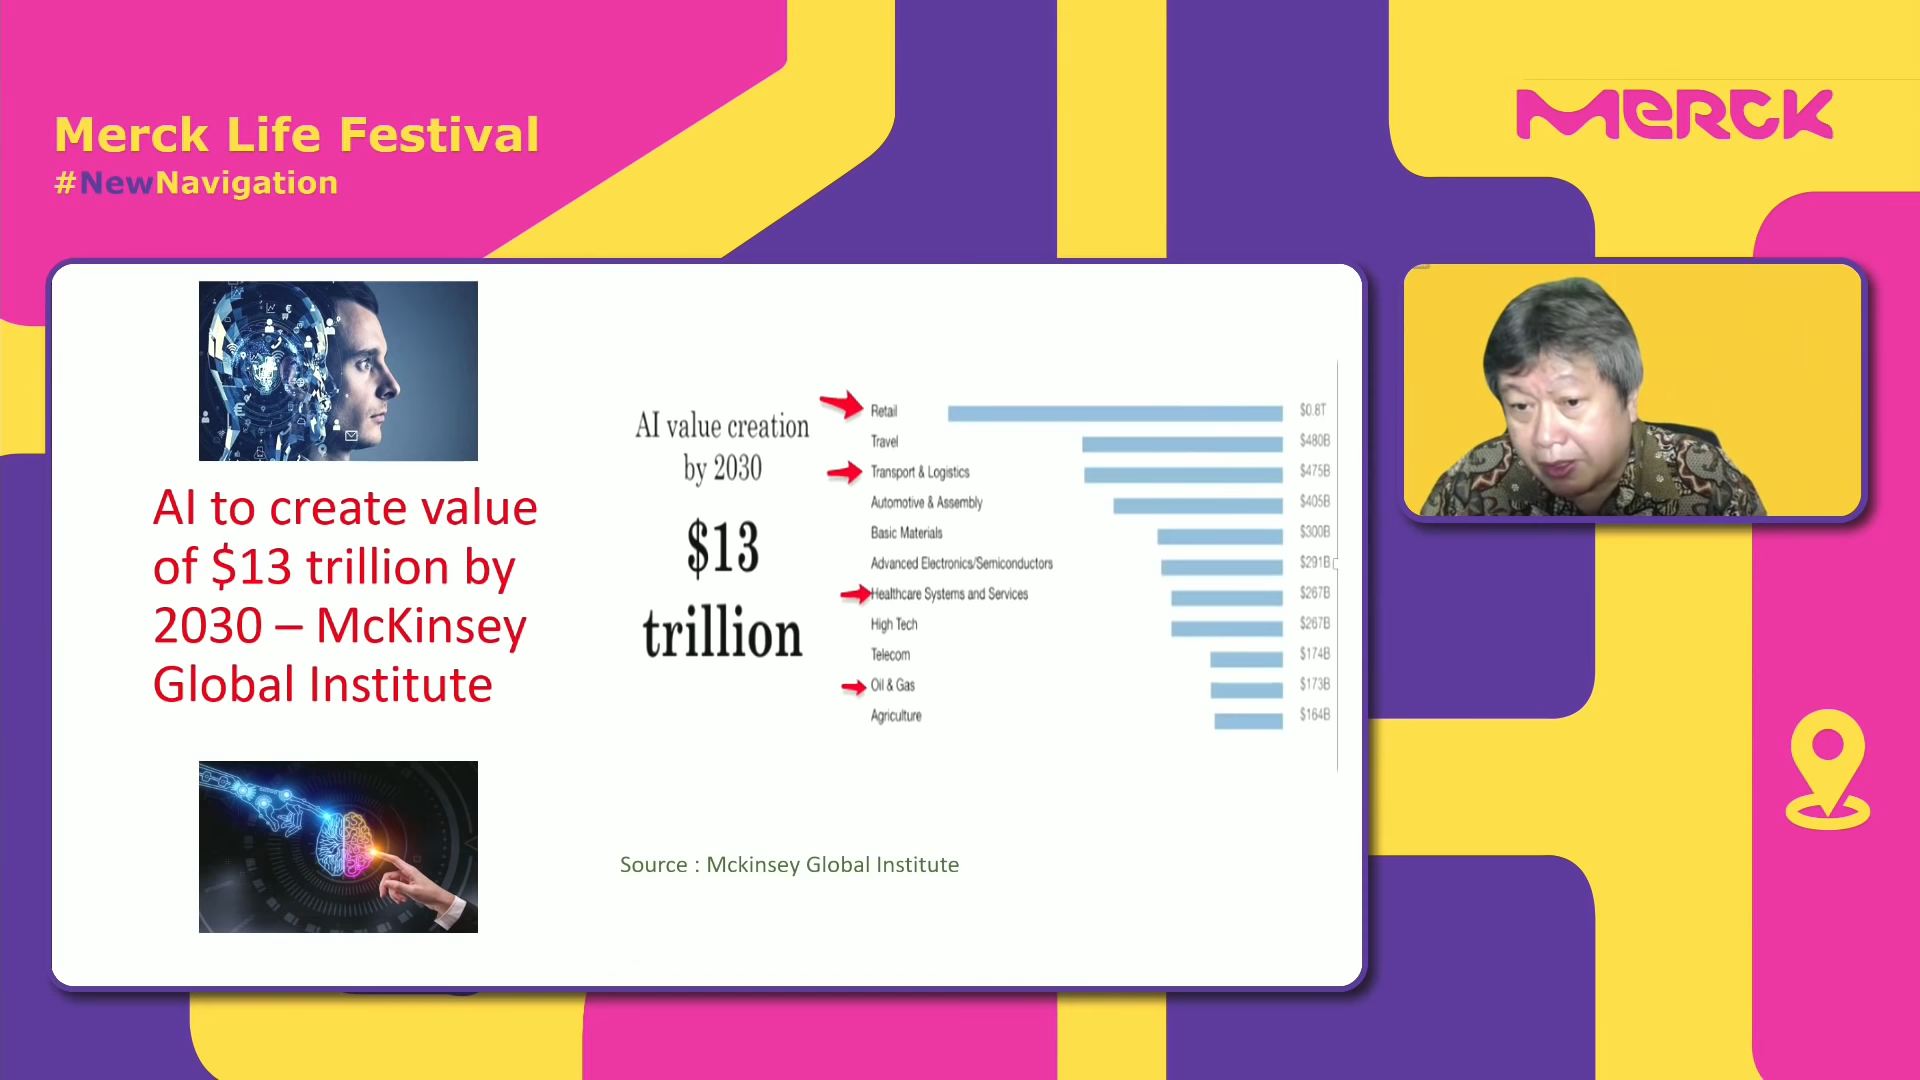 Merck Life Festival
#NewNavigation
MERCK
AI to create value
of $13 trillion by
2030 – McKinsey
Global Institute
AI value creation
by 2030
$13
trillion
Retail $0.8T
Travel $480B
Transport & Logistics $475B
Automotive & Assembly $405B
Basic Materials $300B
Advanced Electronics/Semiconductors $291B
Healthcare Systems and Services $267B
High Tech $267B
Telecom $174B
Oil & Gas $173B
Agriculture $164B
Source : Mckinsey Global Institute